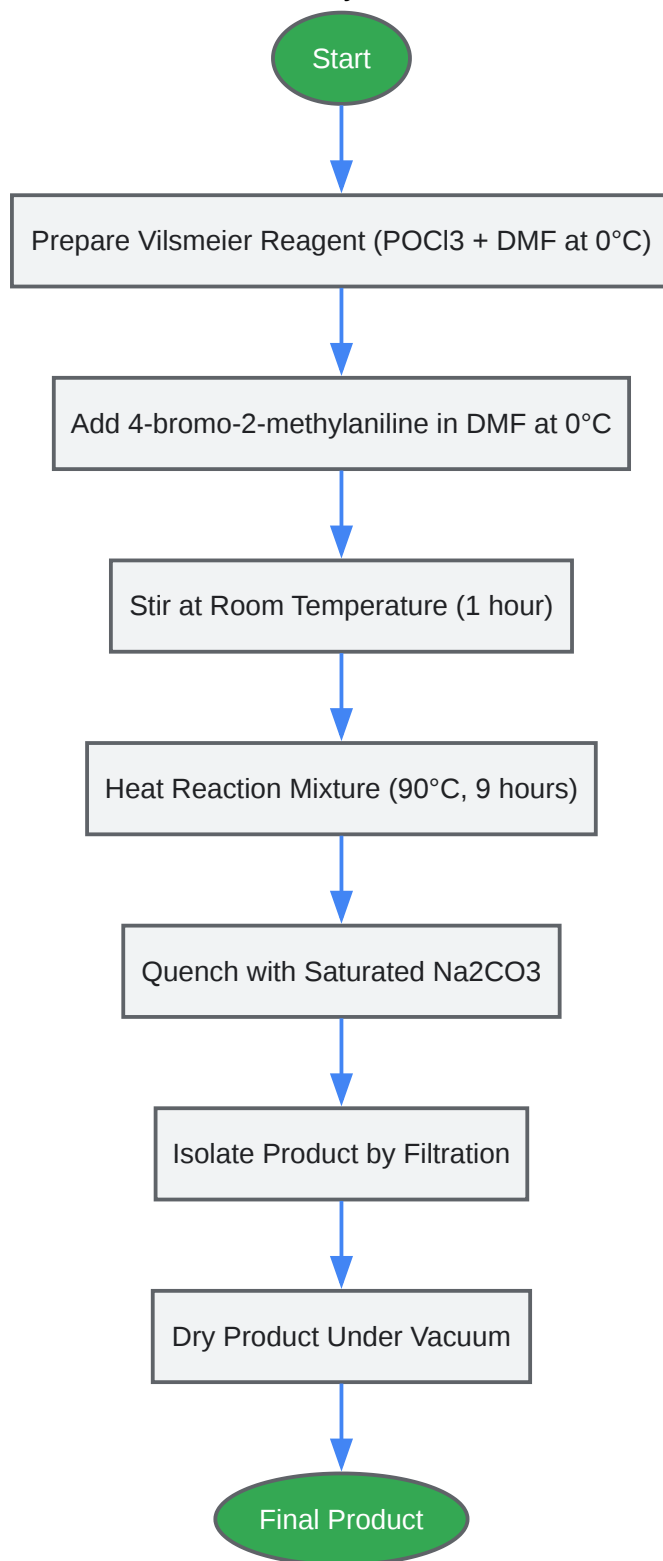 Start
Prepare Vilsmeier Reagent (POCl3 + DMF at 0°C)
Add 4-bromo-2-methylaniline in DMF at 0°C
Stir at Room Temperature (1 hour)
Heat Reaction Mixture (90°C, 9 hours)
Quench with Saturated Na2CO3
Isolate Product by Filtration
Dry Product Under Vacuum
Final Product